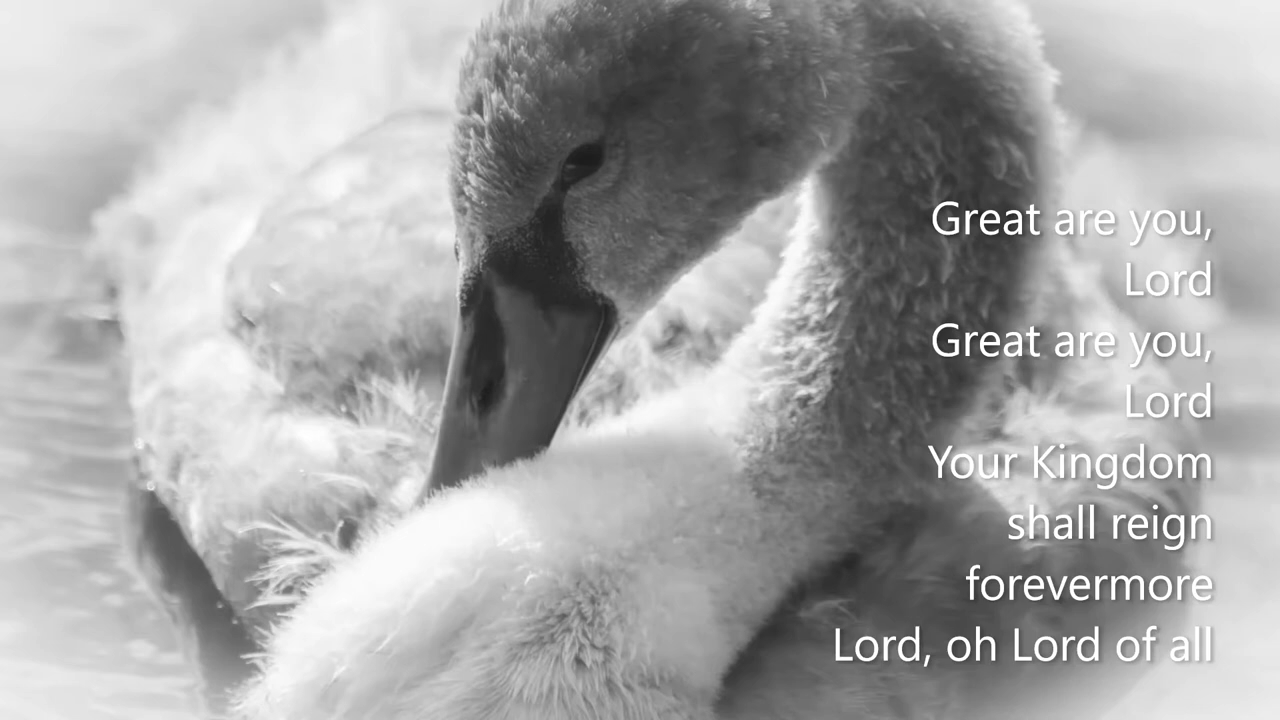 Great are you,
Lord
Great are you,
Lord
Your Kingdom
shall reign
forevermore
Lord, oh Lord of all